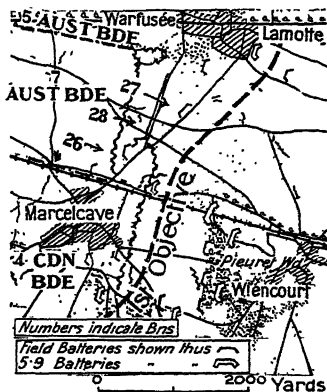 5
Warfusée
AUST BDE
Lamotte
27
AUST BDE
28
26
Objective
Marcelcave
4 CDN
BDE
Pieuret Wd
Wiencourt
Numbers indicate Bns
Field Batteries shown thus
5·9 Batteries " "
0 2000
Yards